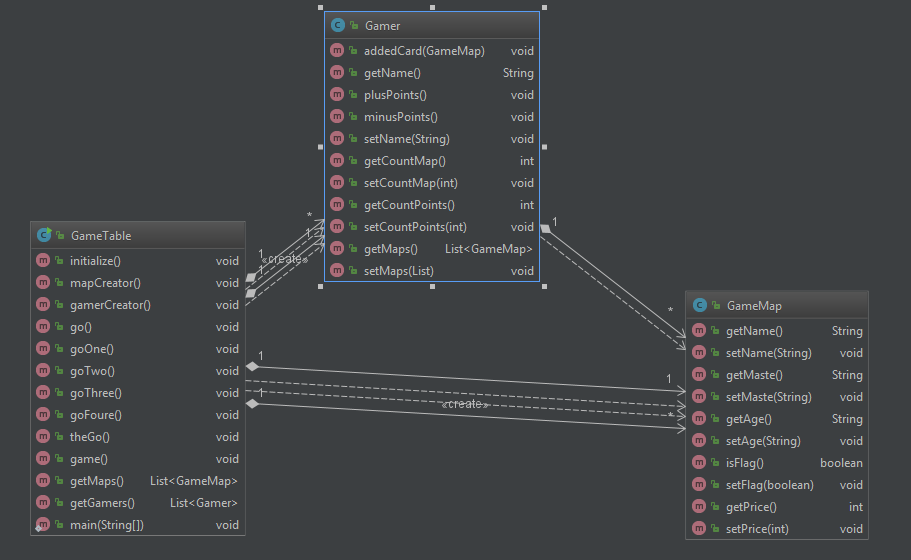 Gamer
addedCard(GameMap) void
getName() String
plusPoints() void
minusPoints() void
setName(String) void
getCountMap() int
setCountMap(int) void
getCountPoints() int
setCountPoints(int) void
getMaps() List<GameMap>
setMaps(List) void
GameTable
initialize() void
mapCreator() void
gamerCreator() void
go() void
goOne() void
goTwo() void
goThree() void
goFoure() void
theGo() void
game() void
getMaps() List<GameMap>
getGamers() List<Gamer>
main(String[]) void
*
1
1
«create»
1
1
*
1
1
1
«create»
*
GameMap
getName() String
setName(String) void
getMaste() String
setMaste(String) void
getAge() String
setAge(String) void
isFlag() boolean
setFlag(boolean) void
getPrice() int
setPrice(int) void